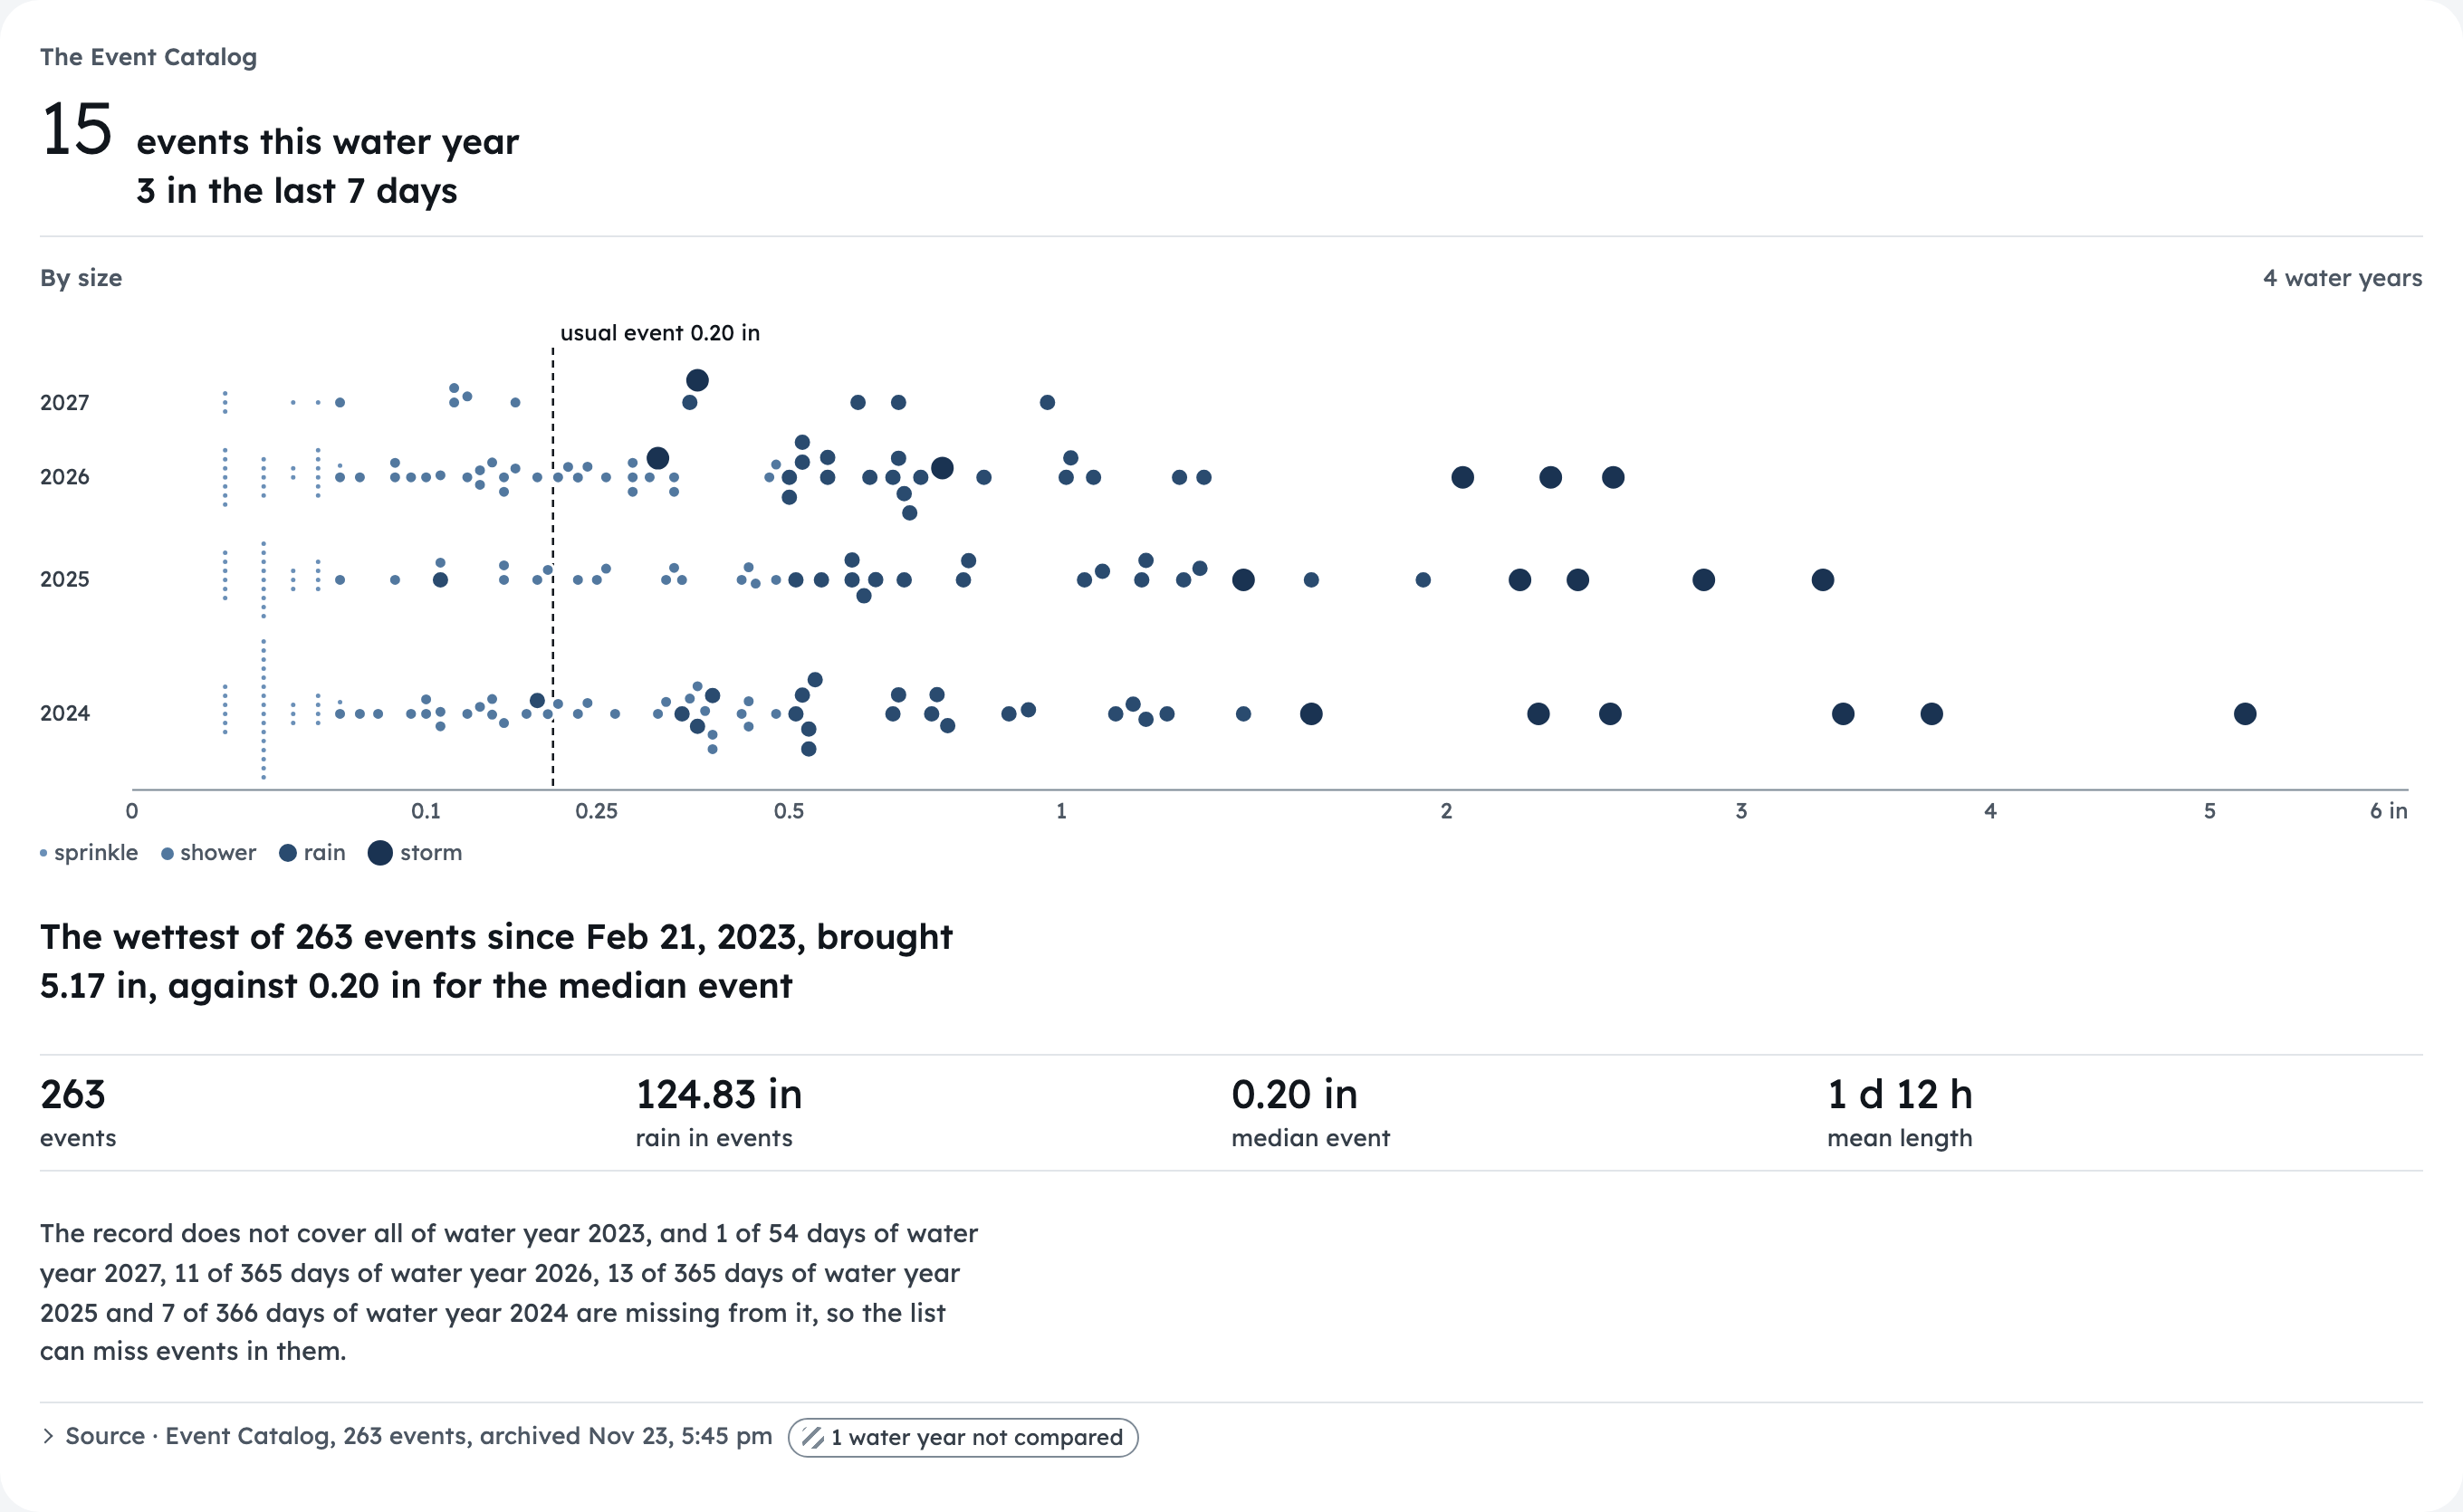 The Event Catalog
15 events this water year
3 in the last 7 days
By size
4 water years
usual event 0.20 in
2027
2026
2025
2024
0 0.1 0.25 0.5 1 2 3 4 5 6 in
sprinkle shower rain storm
The wettest of 263 events since Feb 21, 2023, brought
5.17 in, against 0.20 in for the median event
263 124.83 in 0.20 in 1 d 12 h
events rain in events median event mean length
The record does not cover all of water year 2023, and 1 of 54 days of water
year 2027, 11 of 365 days of water year 2026, 13 of 365 days of water year
2025 and 7 of 366 days of water year 2024 are missing from it, so the list
can miss events in them.
Source · Event Catalog, 263 events, archived Nov 23, 5:45 pm 1 water year not compared